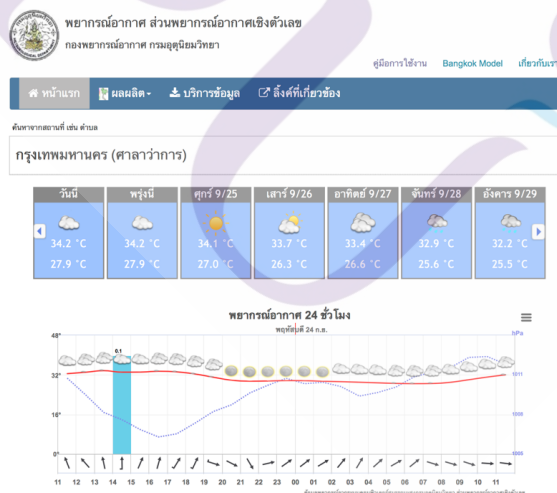 พยากรณ์อากาศ ส่วนพยากรณ์อากาศเชิงตัวเลข
กองพยากรณ์อากาศ กรมอุตุนิยมวิทยา
คู่มือการใช้งาน Bangkok Model เกี่ยวกับเรา
หน้าแรก ผลผลิต บริการข้อมูล ลิ้งค์ที่เกี่ยวข้อง
ค้นหาจากสถานที่ เช่น ตำบล
กรุงเทพมหานคร (ศาลาว่าการ)
วันนี้ พรุ่งนี้ ศุกร์ 9/25 เสาร์ 9/26 อาทิตย์ 9/27 จันทร์ 9/28 อังคาร 9/29
34.2 °C 34.2 °C 34.1 °C 33.7 °C 33.4 °C 32.9 °C 32.2 °C
27.9 °C 27.9 °C 27.0 °C 26.3 °C 26.6 °C 25.6 °C 25.5 °C
พยากรณ์อากาศ 24 ชั่วโมง
พฤหัสบดี 24 ก.ย.
48° hPa
0.1
32° 1011
16°
0°
11 12 13 14 15 16 17 18 19 20 21 22 23 00 01 02 03 04 05 06 07 08 09 10 11